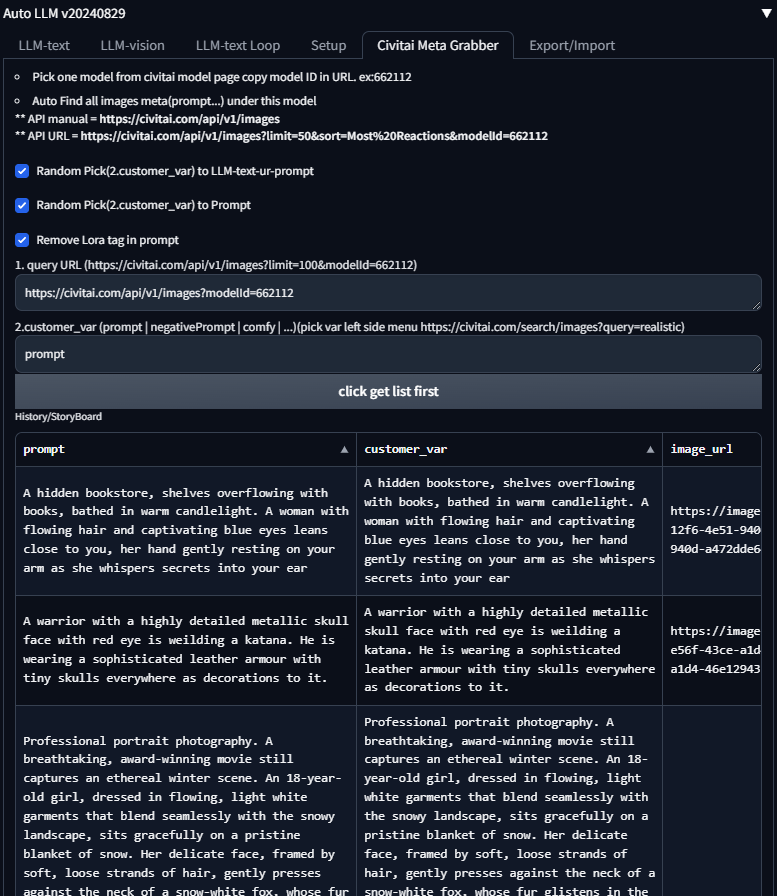 Auto LLM v20240829 ▼
LLM-text LLM-vision LLM-text Loop Setup Civitai Meta Grabber Export/Import
Pick one model from civitai model page copy model ID in URL. ex:662112
Auto Find all images meta(prompt...) under this model
** API manual = https://civitai.com/api/v1/images
** API URL = https://civitai.com/api/v1/images?limit=50&sort=Most%20Reactions&modelId=662112
Random Pick(2.customer_var) to LLM-text-ur-prompt
Random Pick(2.customer_var) to Prompt
Remove Lora tag in prompt
1. query URL (https://civitai.com/api/v1/images?limit=100&modelId=662112)
https://civitai.com/api/v1/images?modelId=662112
2.customer_var (prompt | negativePrompt | comfy | ...)(pick var left side menu https://civitai.com/search/images?query=realistic)
prompt
click get list first
History/StoryBoard
prompt ▲ customer_var ▲ image_url
A hidden bookstore, shelves overflowing with
books, bathed in warm candlelight. A woman with
flowing hair and captivating blue eyes leans
close to you, her hand gently resting on your
arm as she whispers secrets into your ear
A hidden bookstore, shelves overflowing
with books, bathed in warm candlelight. A
woman with flowing hair and captivating
blue eyes leans close to you, her hand
gently resting on your arm as she whispers
secrets into your ear
https://image
12f6-4e51-940
940d-a472dde6
A warrior with a highly detailed metallic skull
face with red eye is weilding a katana. He is
wearing a sophisticated leather armour with
tiny skulls everywhere as decorations to it.
A warrior with a highly detailed metallic
skull face with red eye is weilding a
katana. He is wearing a sophisticated
leather armour with tiny skulls everywhere
as decorations to it.
https://image
e56f-43ce-a1d
a1d4-46e12943
Professional portrait photography. A
breathtaking, award-winning movie still
captures an ethereal winter scene. An 18-year-
old girl, dressed in flowing, light white
garments that blend seamlessly with the snowy
landscape, sits gracefully on a pristine
blanket of snow. Her delicate face, framed by
soft, loose strands of hair, gently presses
against the neck of a snow-white fox, whose fur
Professional portrait photography. A
breathtaking, award-winning movie still
captures an ethereal winter scene. An 18-
year-old girl, dressed in flowing, light
white garments that blend seamlessly with
the snowy landscape, sits gracefully on a
pristine blanket of snow. Her delicate
face, framed by soft, loose strands of
hair, gently presses against the neck of a
snow-white fox, whose fur glistens in the